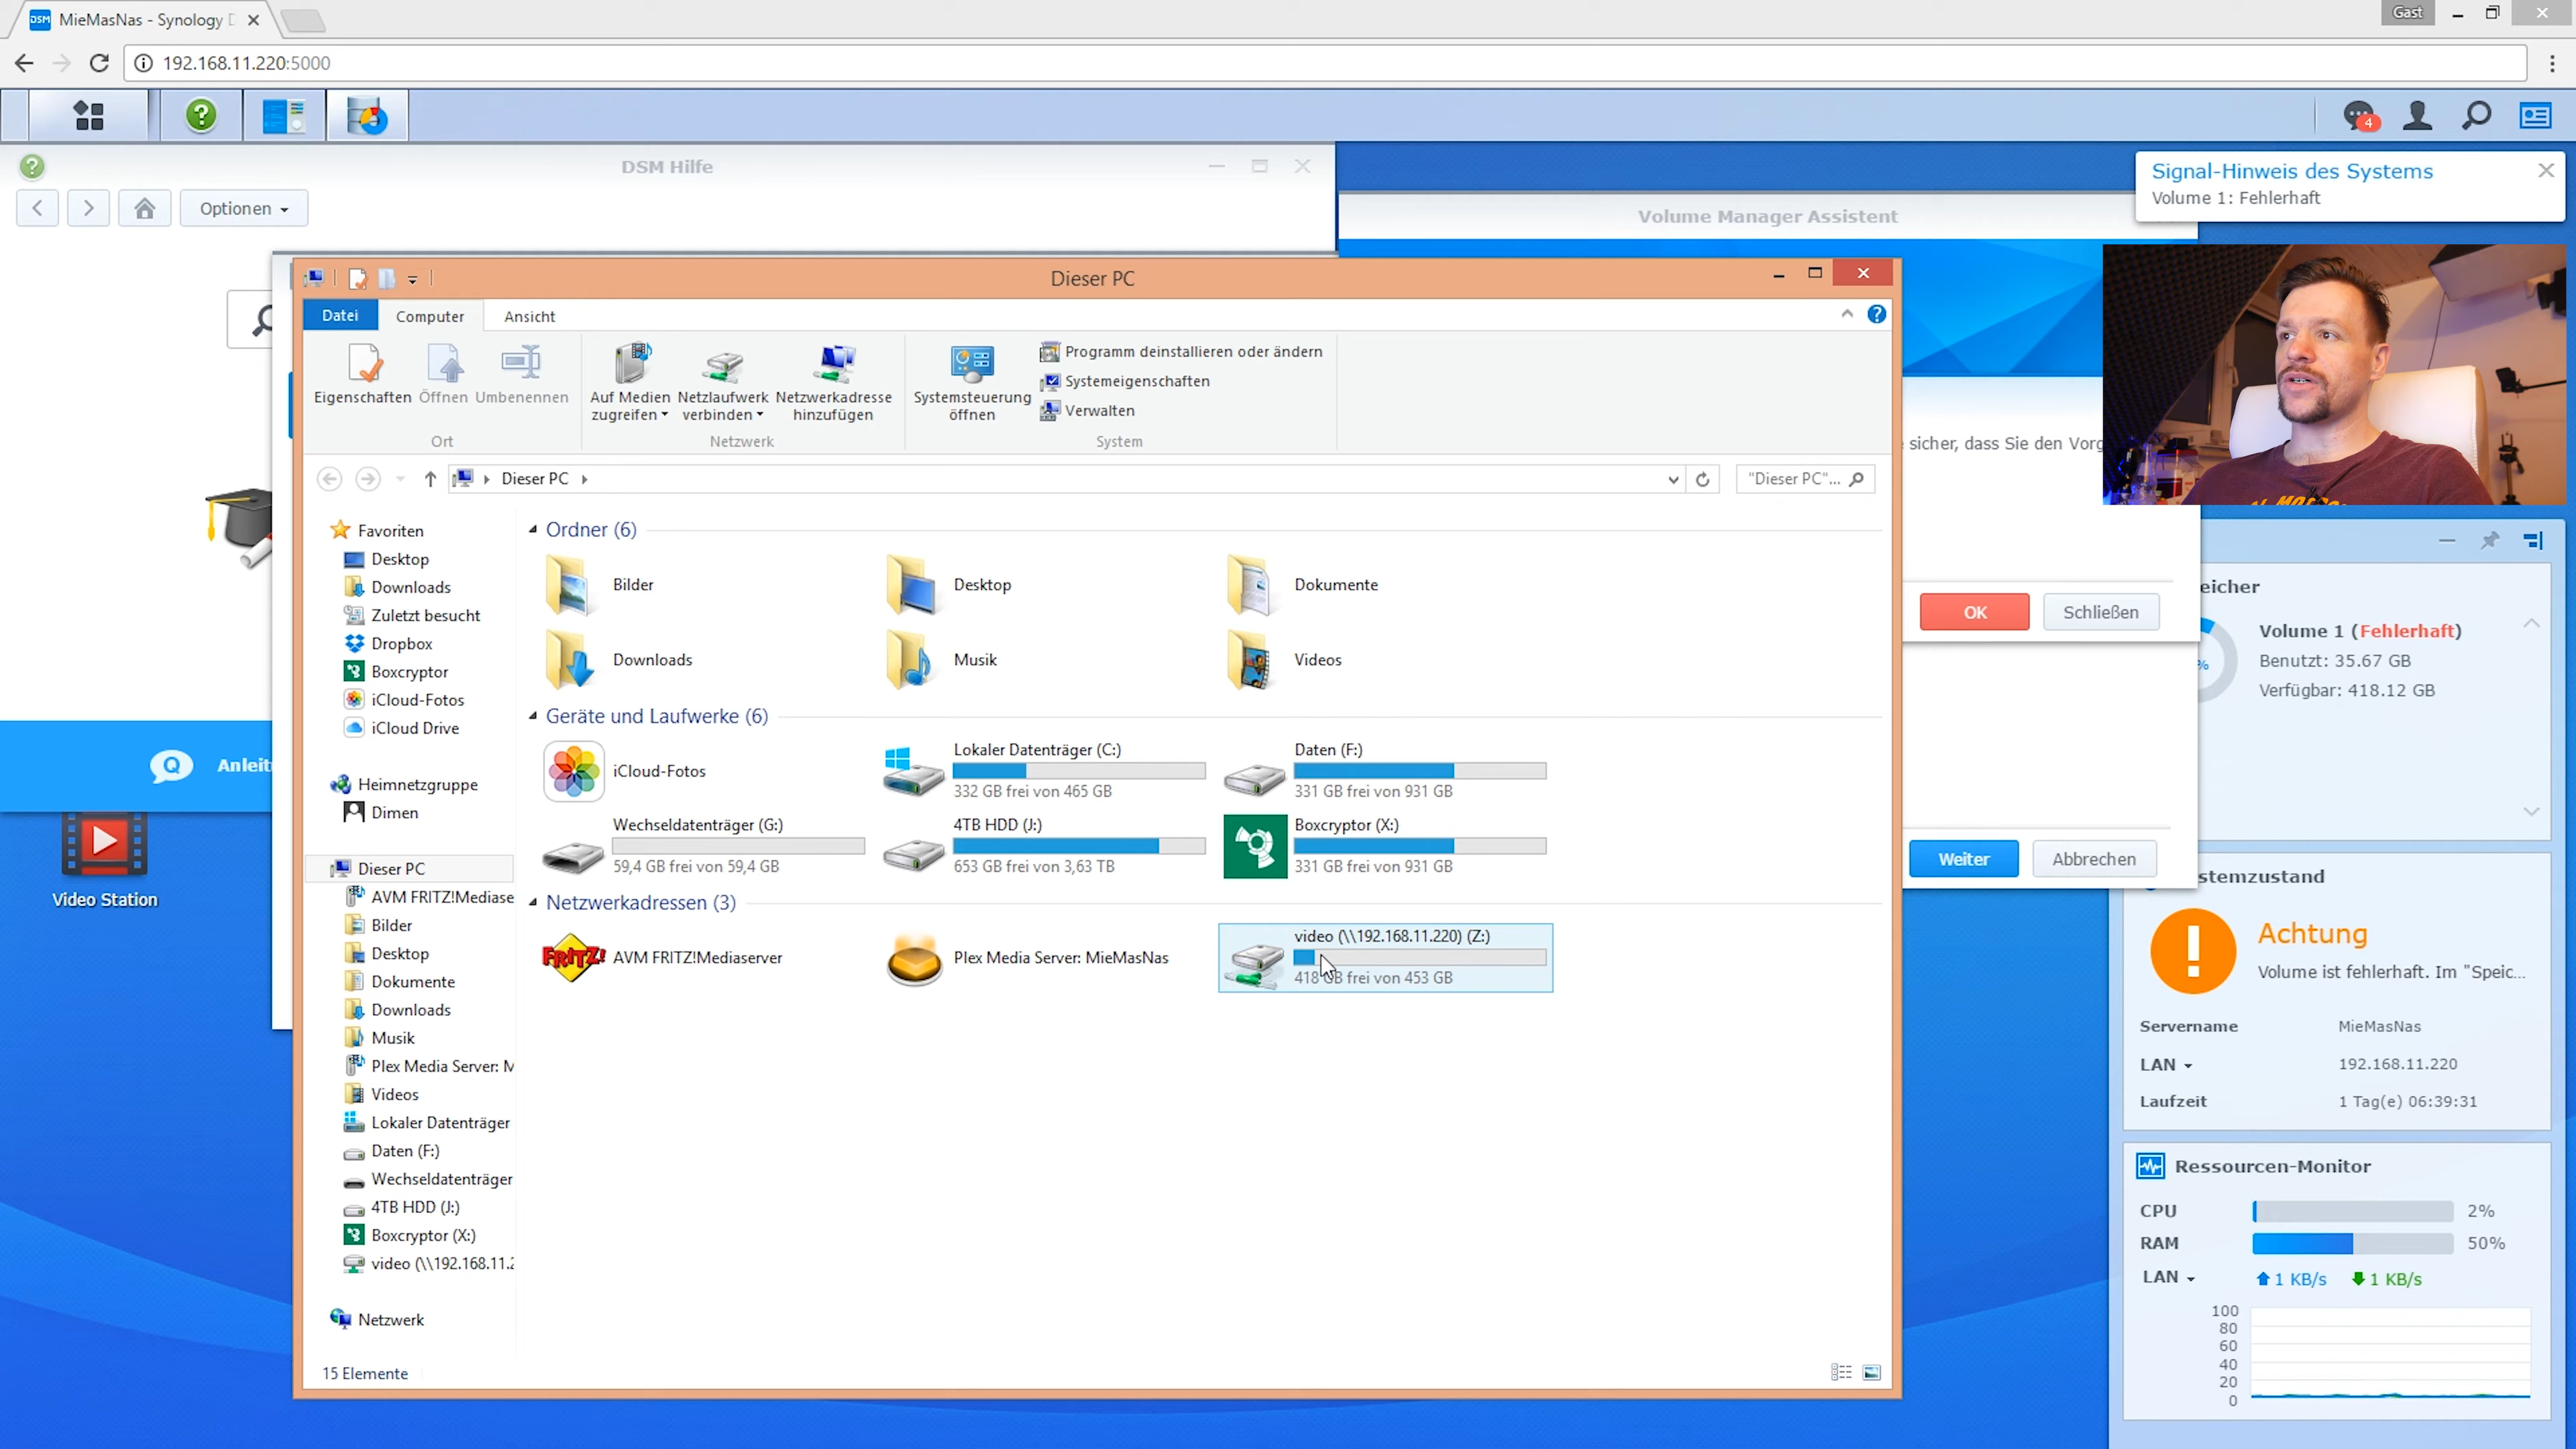 MieMasNas - Synology D
Gast
192.168.11.220:5000
4
DSM Hilfe
Optionen
Signal-Hinweis des Systems
Volume 1: Fehlerhaft
Volume Manager Assistent
Dieser PC
Datei
Computer
Ansicht
Eigenschaften
Öffnen
Umbenennen
Auf Medien zugreifen
Netzlaufwerk verbinden
Netzwerkadresse hinzufügen
Systemsteuerung öffnen
Programm deinstallieren oder ändern
Systemeigenschaften
Verwalten
Ort
Netzwerk
System
sicher, dass Sie den Vorg
Dieser PC
"Dieser PC"...
Favoriten
Desktop
Downloads
Zuletzt besucht
Dropbox
Boxcryptor
iCloud-Fotos
iCloud Drive
Heimnetzgruppe
Dimen
Dieser PC
AVM FRITZ!Mediase
Bilder
Desktop
Dokumente
Downloads
Musik
Plex Media Server: M
Videos
Lokaler Datenträger
Daten (F:)
Wechseldatenträger
4TB HDD (J:)
Boxcryptor (X:)
video (\\192.168.11.2
Netzwerk
15 Elemente
Ordner (6)
Bilder
Desktop
Dokumente
Downloads
Musik
Videos
Geräte und Laufwerke (6)
iCloud-Fotos
Lokaler Datenträger (C:)
332 GB frei von 465 GB
Daten (F:)
331 GB frei von 931 GB
Wechseldatenträger (G:)
59,4 GB frei von 59,4 GB
4TB HDD (J:)
653 GB frei von 3,63 TB
Boxcryptor (X:)
331 GB frei von 931 GB
Netzwerkadressen (3)
AVM FRITZ!Mediaserver
FRITZ!
Plex Media Server: MieMasNas
video (\\192.168.11.220) (Z:)
418 GB frei von 453 GB
Anleitu
Video Station
OK
Schließen
Weiter
Abbrechen
eicher
%
Volume 1 (Fehlerhaft)
Benutzt: 35.67 GB
Verfügbar: 418.12 GB
stemzustand
Achtung
Volume ist fehlerhaft. Im "Speic...
Servername
MieMasNas
LAN
192.168.11.220
Laufzeit
1 Tag(e) 06:39:31
Ressourcen-Monitor
CPU
2%
RAM
50%
LAN
1 KB/s
1 KB/s
100
80
60
40
20
0